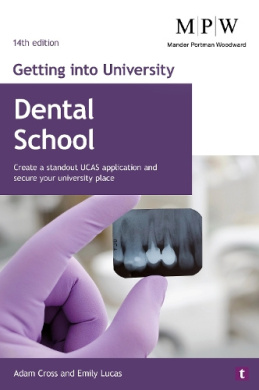 14th edition
M|P|W
Mander Portman Woodward
Getting into University
Dental
School
Create a standout UCAS application and
secure your university place
Adam Cross and Emily Lucas
t